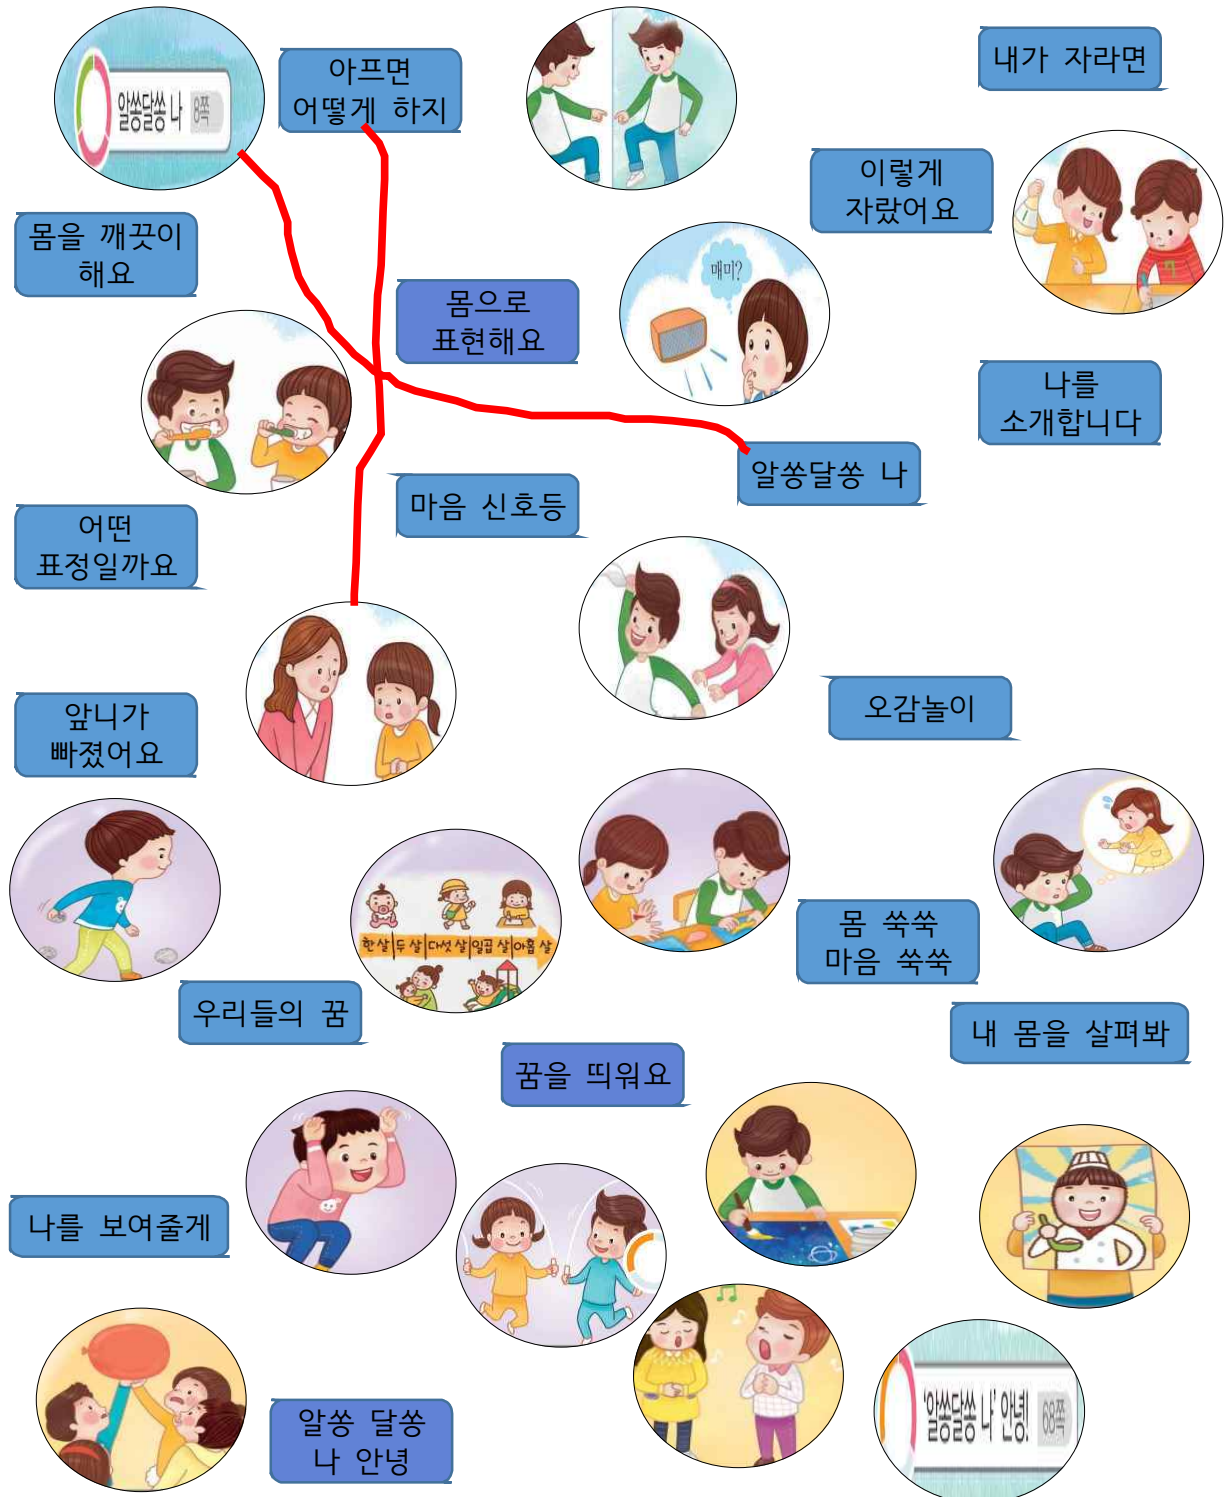 알쏭달쏭 나 8쪽
아프면
어떻게 하지
내가 자라면
이렇게
자랐어요
몸을 깨끗이
해요
매미?
몸으로
표현해요
나를
소개합니다
알쏭달쏭 나
마음 신호등
어떤
표정일까요
오감놀이
앞니가
빠졌어요
한 살 두 살 다섯 살 일곱 살 아홉 살
몸 쑥쑥
마음 쑥쑥
우리들의 꿈
내 몸을 살펴봐
꿈을 띄워요
나를 보여줄게
'알쏭달쏭 나' 안녕! 68쪽
알쏭 달쏭
나 안녕